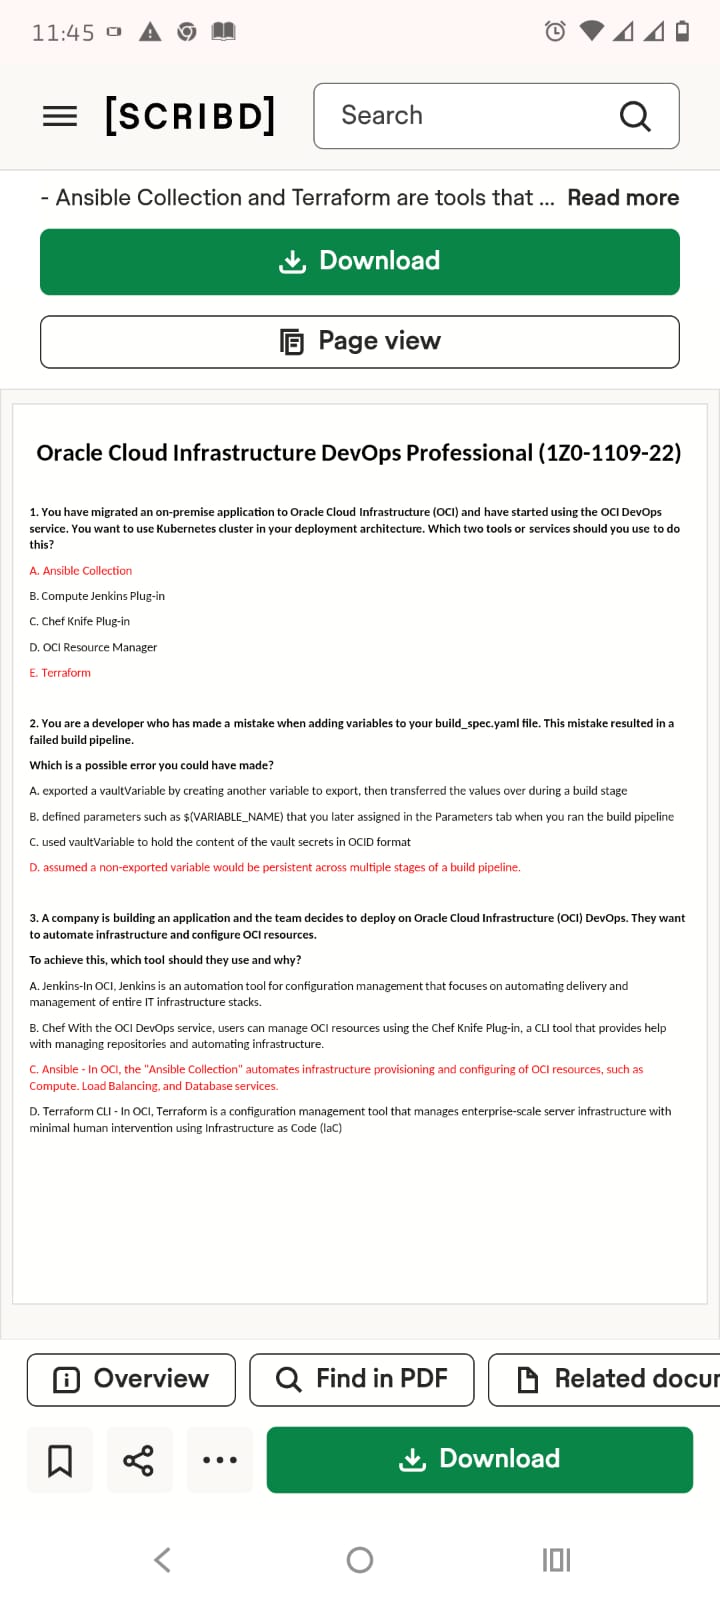 11:45
[SCRIBD]
Search
- Ansible Collection and Terraform are tools that ... Read more
Download
Page view
Oracle Cloud Infrastructure DevOps Professional (1Z0-1109-22)
1. You have migrated an on-premise application to Oracle Cloud Infrastructure (OCI) and have started using the OCI DevOps
service. You want to use Kubernetes cluster in your deployment architecture. Which two tools or services should you use to do
this?
A. Ansible Collection
B. Compute Jenkins Plug-in
C. Chef Knife Plug-in
D. OCI Resource Manager
E. Terraform
2. You are a developer who has made a mistake when adding variables to your build_spec.yaml file. This mistake resulted in a
failed build pipeline.
Which is a possible error you could have made?
A. exported a vaultVariable by creating another variable to export, then transferred the values over during a build stage
B. defined parameters such as $(VARIABLE_NAME) that you later assigned in the Parameters tab when you ran the build pipeline
C. used vaultVariable to hold the content of the vault secrets in OCID format
D. assumed a non-exported variable would be persistent across multiple stages of a build pipeline.
3. A company is building an application and the team decides to deploy on Oracle Cloud Infrastructure (OCI) DevOps. They want
to automate infrastructure and configure OCI resources.
To achieve this, which tool should they use and why?
A. Jenkins-In OCI, Jenkins is an automation tool for configuration management that focuses on automating delivery and
management of entire IT infrastructure stacks.
B. Chef With the OCI DevOps service, users can manage OCI resources using the Chef Knife Plug-in, a CLI tool that provides help
with managing repositories and automating infrastructure.
C. Ansible - In OCI, the "Ansible Collection" automates infrastructure provisioning and configuring of OCI resources, such as
Compute. Load Balancing, and Database services.
D. Terraform CLI - In OCI, Terraform is a configuration management tool that manages enterprise-scale server infrastructure with
minimal human intervention using Infrastructure as Code (IaC)
Overview
Find in PDF
Related docur
Download